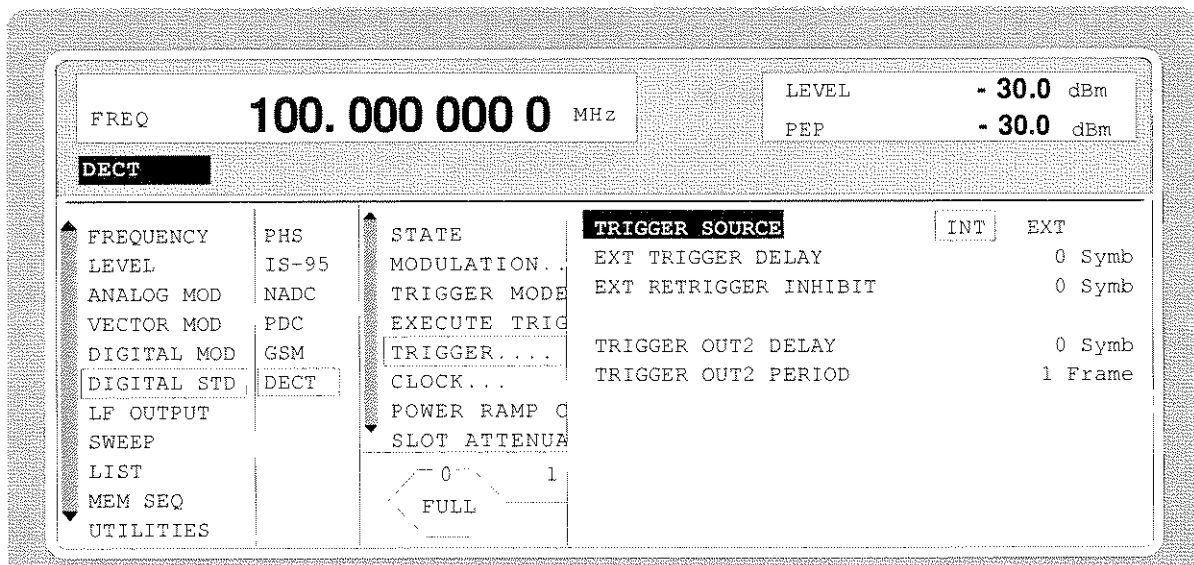 FREQ 100. 000 000 0 MHz
LEVEL - 30.0 dBm
PEP - 30.0 dBm
DECT
FREQUENCY
LEVEL
ANALOG MOD
VECTOR MOD
DIGITAL MOD
DIGITAL STD
LF OUTPUT
SWEEP
LIST
MEM SEQ
UTILITIES
PHS
IS-95
NADC
PDC
GSM
DECT
STATE
MODULATION..
TRIGGER MODE
EXECUTE TRIG
TRIGGER....
CLOCK...
POWER RAMP C
SLOT ATTENUA
0 1
FULL
TRIGGER SOURCE INT EXT
EXT TRIGGER DELAY 0 Symb
EXT RETRIGGER INHIBIT 0 Symb
TRIGGER OUT2 DELAY 0 Symb
TRIGGER OUT2 PERIOD 1 Frame